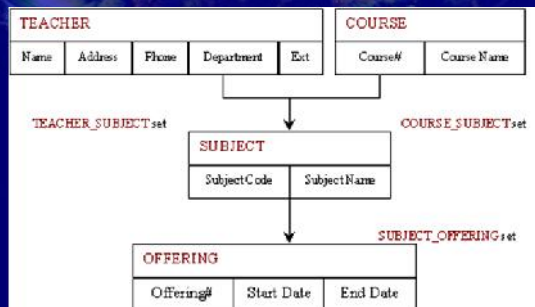 TEACHER
COURSE
Name Address Phone Department Ext
Course# Course Name
TEACHER_SUBJECT set
COURSE_SUBJECT set
SUBJECT
SubjectCode SubjectName
SUBJECT_OFFERING set
OFFERING
Offering# Start Date End Date